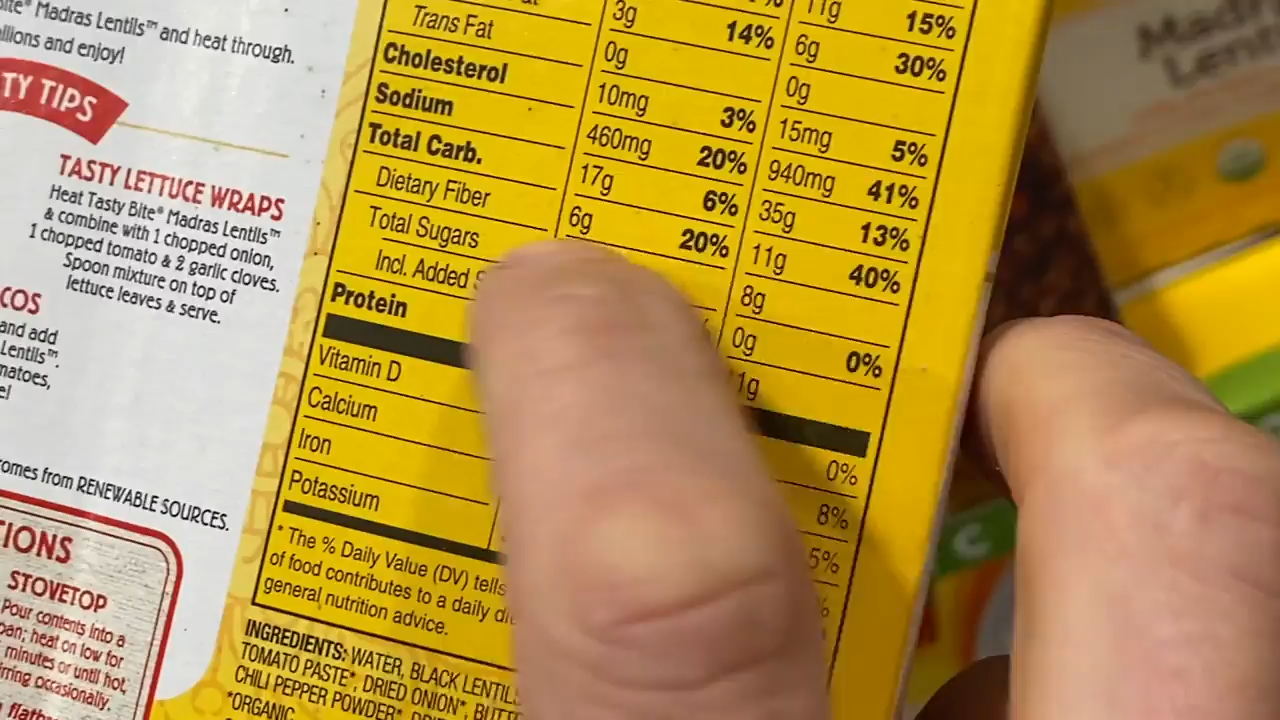 Madras Lentils™ and heat through.
and enjoy!
TY TIPS
TASTY LETTUCE WRAPS
Heat Tasty Bite® Madras Lentils™
& combine with 1 chopped onion,
1 chopped tomato & 2 garlic cloves.
Spoon mixture on top of
lettuce leaves & serve.
COS
and add
Lentils™.
comes from RENEWABLE SOURCES.
IONS
STOVETOP
Pour contents into a
heat on low for
minutes or until hot,
occasionally.
3g 14% 11g 15%
Trans Fat 0g 6g 30%
Cholesterol 10mg 3% 0g
Sodium 460mg 20% 15mg 5%
Total Carb. 17g 6% 940mg 41%
Dietary Fiber 6g 20% 35g 13%
Total Sugars 11g 40%
Incl. Added 8g
Protein 0g 0%
1g
Vitamin D 0%
Calcium 8%
Iron 5%
Potassium %
* The % Daily Value (DV) tells
of food contributes to a daily
general nutrition advice.
INGREDIENTS: WATER, BLACK LENTILS
TOMATO PASTE*, DRIED ONION*,
CHILI PEPPER POWDER*,
*ORGANIC